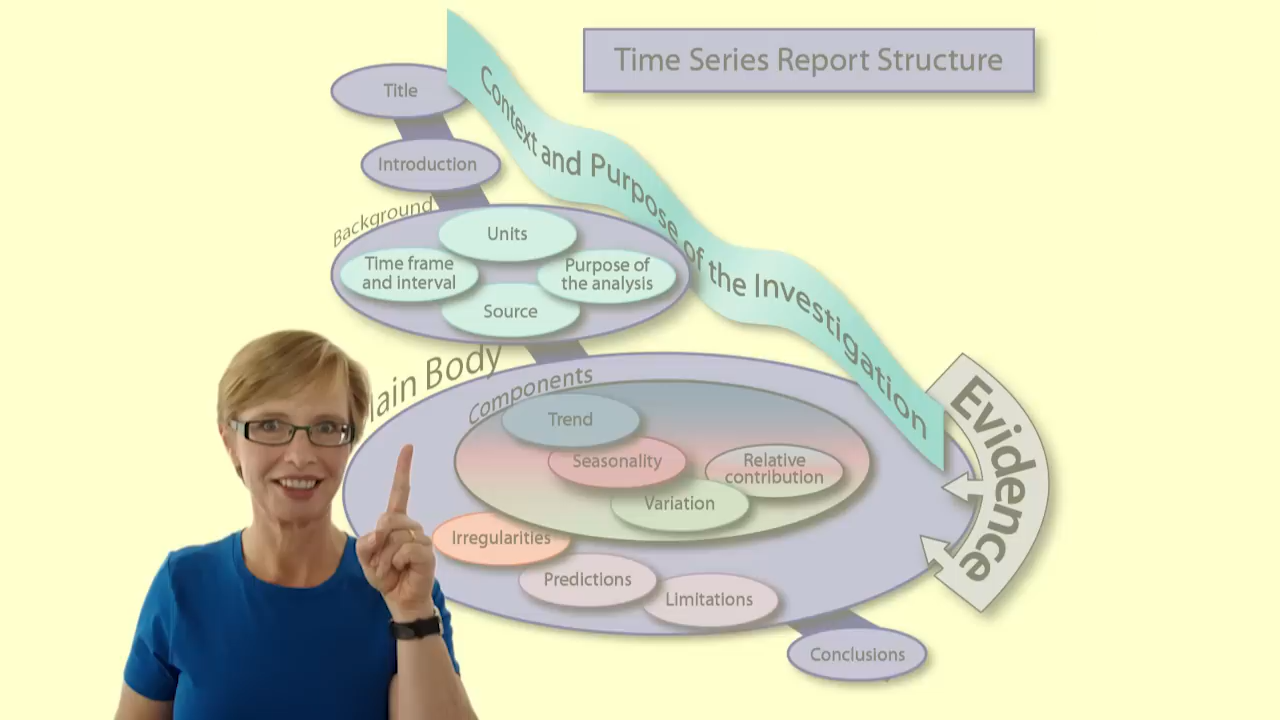 Time Series Report Structure
Title
Context and Purpose of the Investigation
Introduction
Background
Units
Time frame
and interval
Purpose of
the analysis
Source
ain Body
Components
Trend
Seasonality
Relative
contribution
Variation
Evidence
Irregularities
Predictions
Limitations
Conclusions